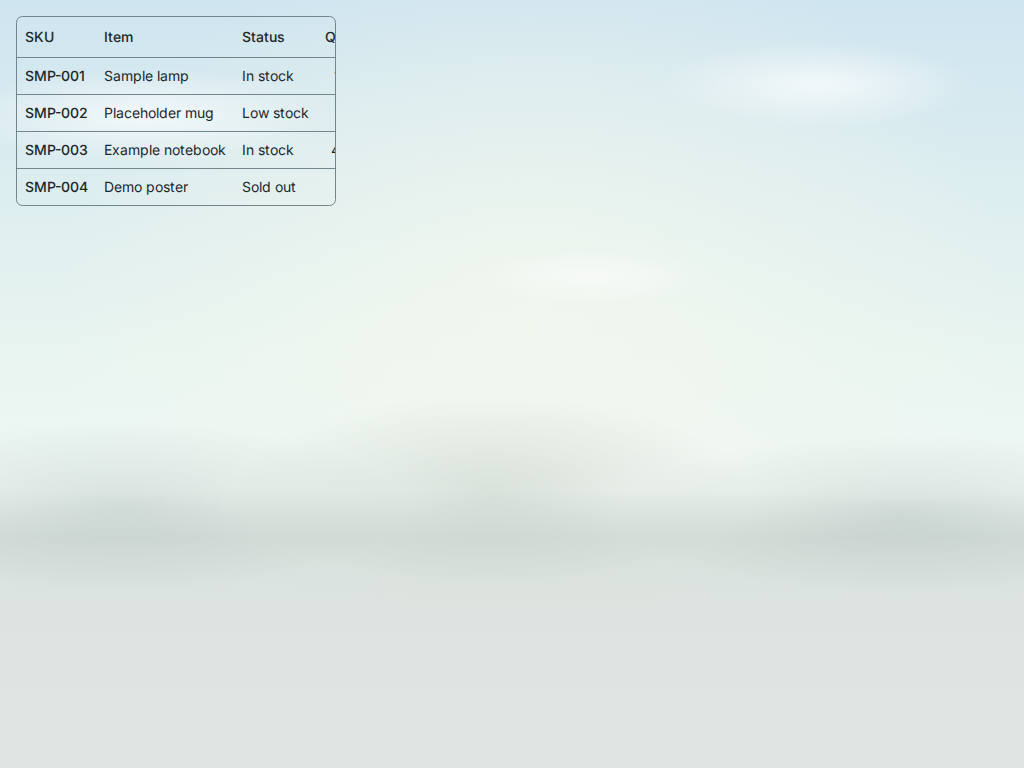 SKU Item Status
SMP-001 Sample lamp In stock
SMP-002 Placeholder mug Low stock
SMP-003 Example notebook In stock
SMP-004 Demo poster Sold out